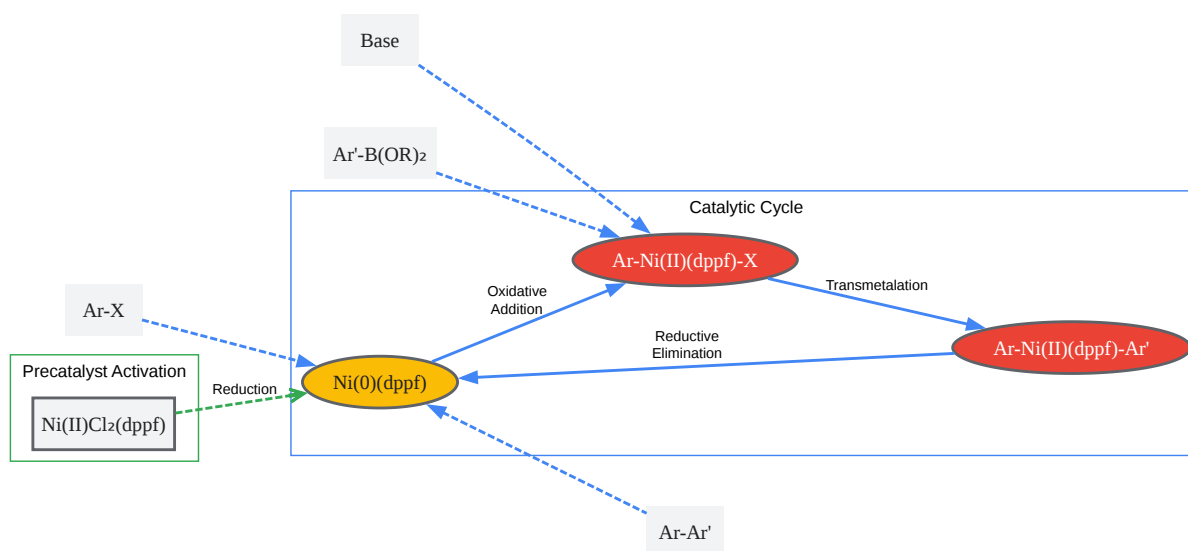 Base
Ar'-B(OR)₂
Catalytic Cycle
Ar-Ni(II)(dppf)-X
Oxidative
Addition
Transmetalation
Ar-X
Reductive
Elimination
Ar-Ni(II)(dppf)-Ar'
Precatalyst Activation
Ni(0)(dppf)
Reduction
Ni(II)Cl₂(dppf)
Ar-Ar'